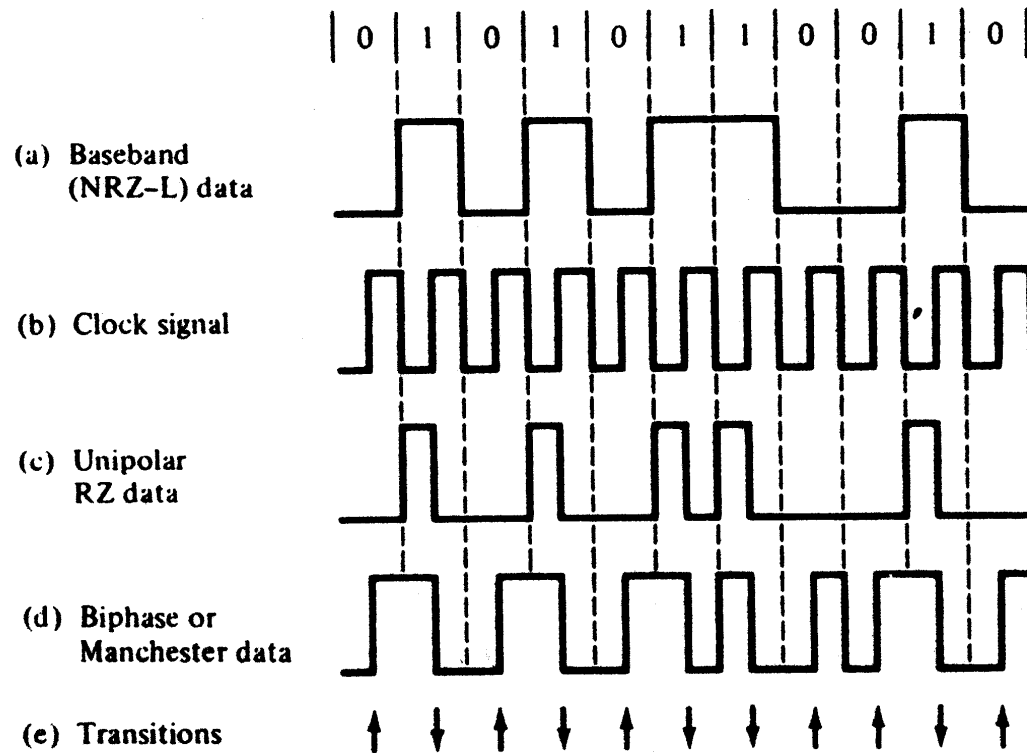 0 1 0 1 0 1 1 0 0 1 0
(a) Baseband
(NRZ-L) data
(b) Clock signal
(c) Unipolar
RZ data
(d) Biphase or
Manchester data
(e) Transitions